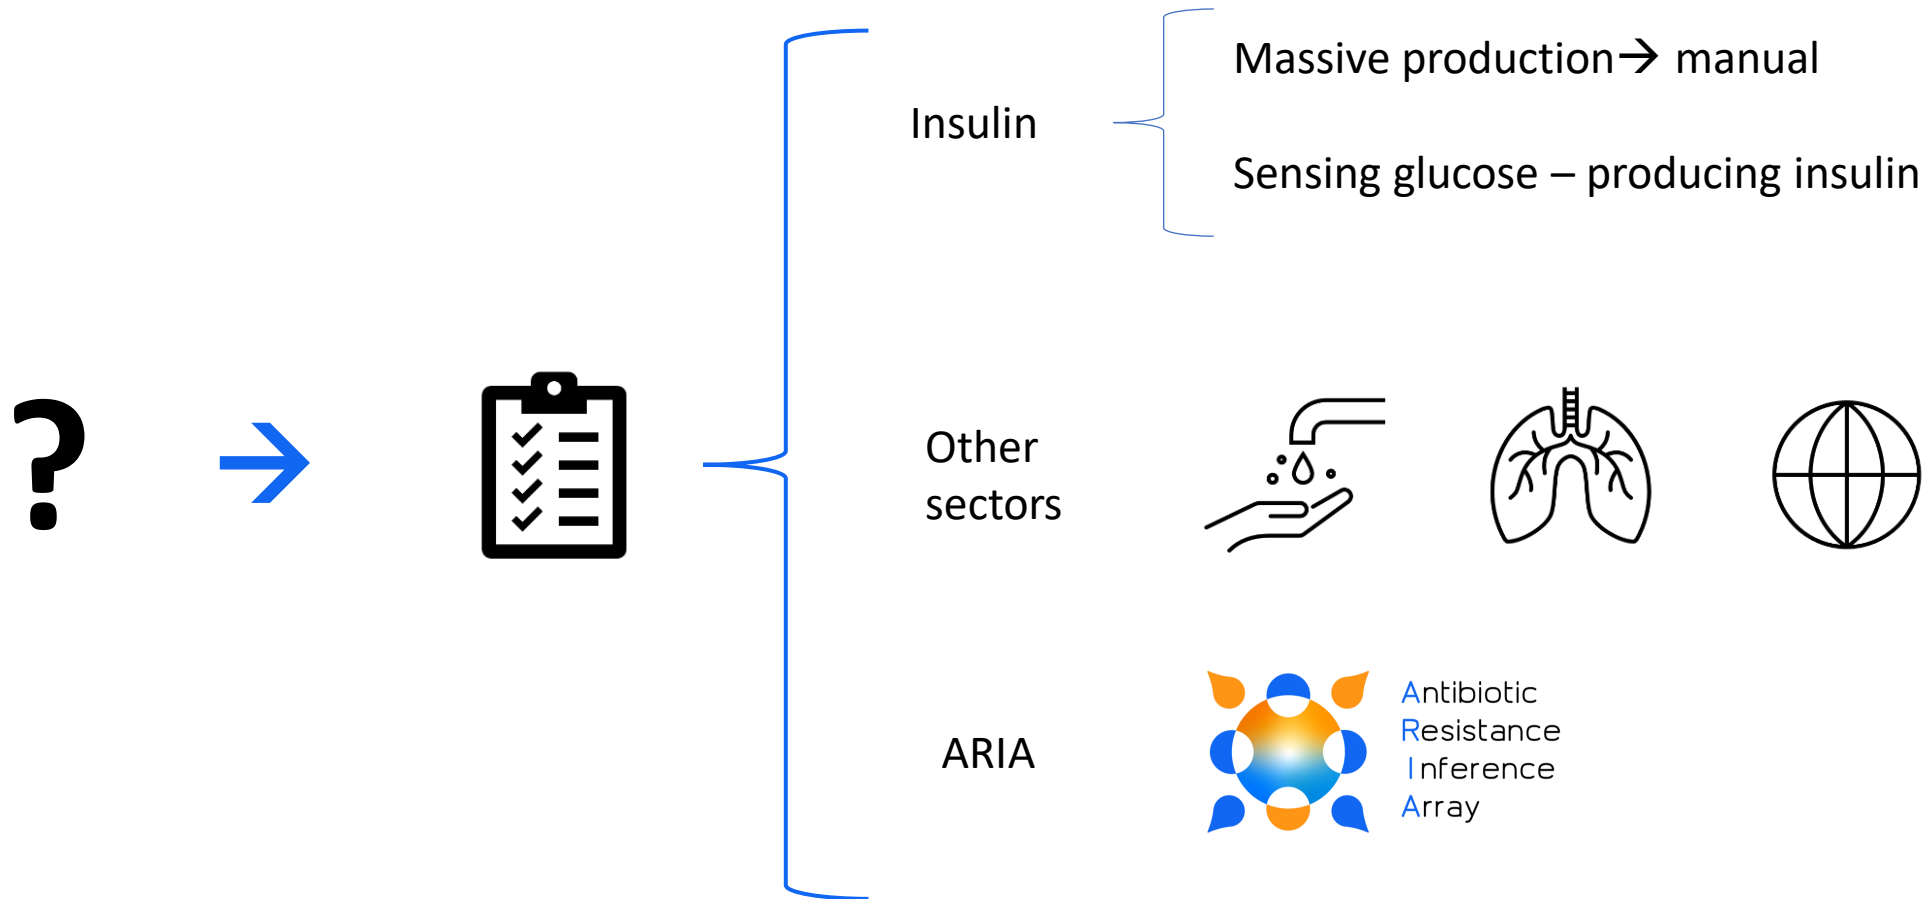 Massive production→ manual
Insulin
Sensing glucose – producing insulin
?
→
Other
sectors
ARIA
Antibiotic
Resistance
Inference
Array